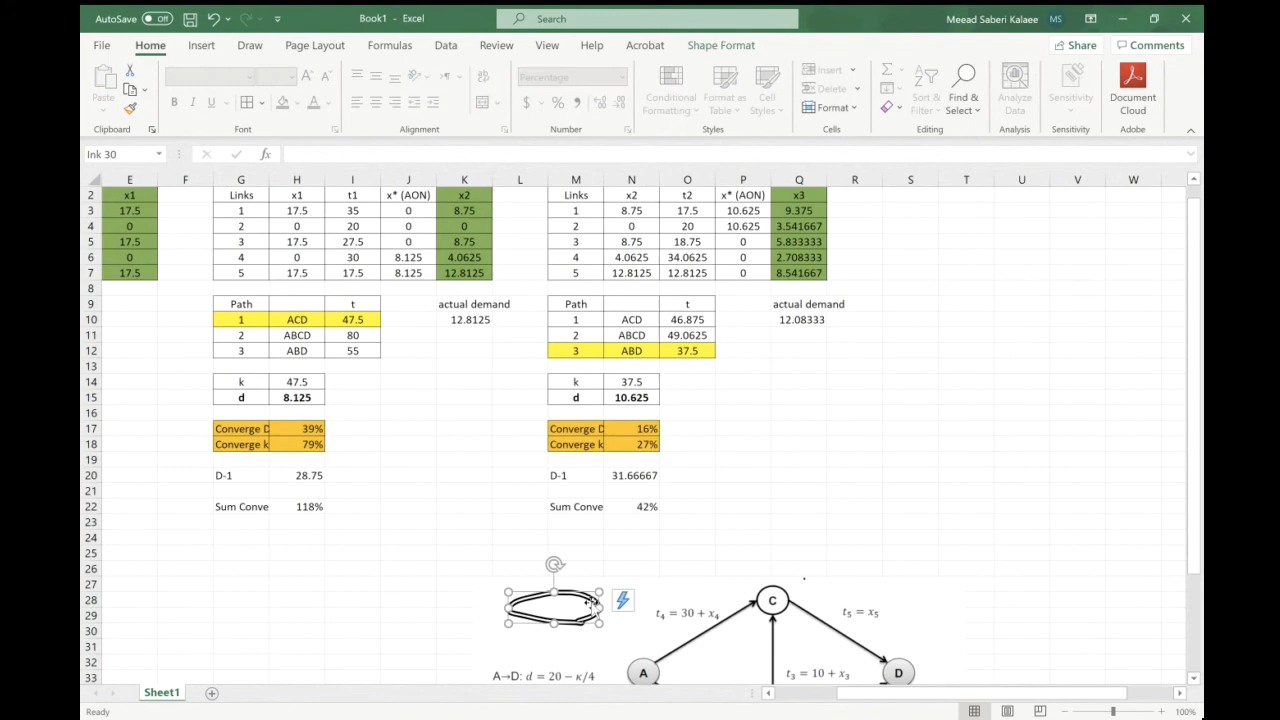 AutoSave Off Book1 - Excel Search Meead Saberi Kalaee MS
File Home Insert Draw Page Layout Formulas Data Review View Help Acrobat Shape Format Share Comments
Percentage Insert
Paste B I U $ % Conditional Formatting Format as Table Cell Styles Delete Format Sort & Filter Find & Select Analyze Data Sensitivity Document Cloud
Clipboard Font Alignment Number Styles Cells Editing Analysis Sensitivity Adobe
Ink 30 fx
E F G H I J K L M N O P Q R S T U V W
2 x1 Links x1 t1 x* (AON) x2 Links x2 t2 x* (AON) x3
3 17.5 1 17.5 35 0 8.75 1 8.75 17.5 10.625 9.375
4 0 2 0 20 0 0 2 0 20 10.625 3.541667
5 17.5 3 17.5 27.5 0 8.75 3 8.75 18.75 0 5.833333
6 0 4 0 30 8.125 4.0625 4 4.0625 34.0625 0 2.708333
7 17.5 5 17.5 17.5 8.125 12.8125 5 12.8125 12.8125 0 8.541667
8
9 Path t actual demand Path t actual demand
10 1 ACD 47.5 12.8125 1 ACD 46.875 12.08333
11 2 ABCD 80 2 ABCD 49.0625
12 3 ABD 55 3 ABD 37.5
13
14 k 47.5 k 37.5
15 d 8.125 d 10.625
16
17 Converge D 39% Converge D 16%
18 Converge k 79% Converge k 27%
19
20 D-1 28.75 D-1 31.66667
21
22 Sum Conve 118% Sum Conve 42%
23
24
25
26
27
28 C
29 t₄ = 30 + x₄ t₅ = x₅
30
31
32
33 A→D: d = 20 − κ/4 A t₃ = 10 + x₃ D
Sheet1
Ready 100%